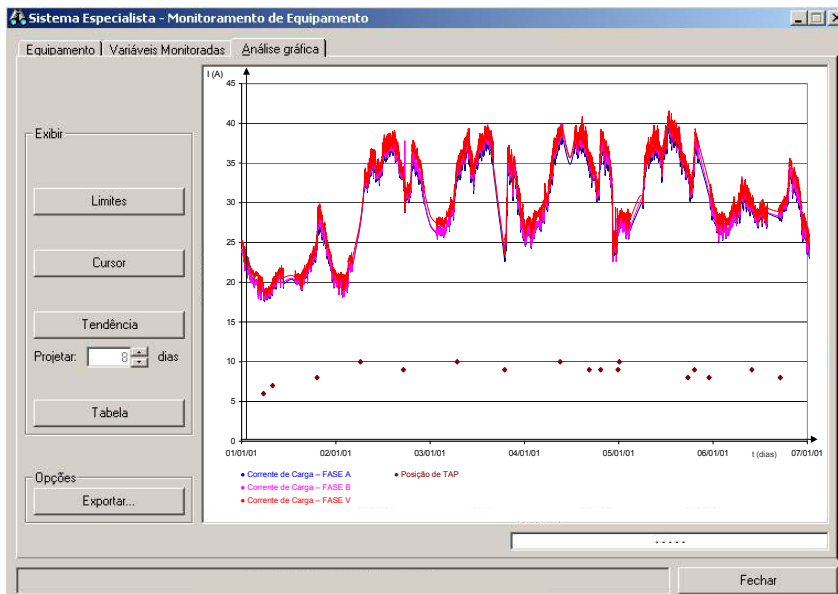 Sistema Especialista - Monitoramento de Equipamento
Equipamento
Variáveis Monitoradas
Análise gráfica
Exibir
Limites
Cursor
Tendência
Projetar: 8 dias
Tabela
Opções
Exportar...
I (A)
45
40
35
30
25
20
15
10
5
0
01/01/01
02/01/01
03/01/01
04/01/01
05/01/01
06/01/01
t (dias)
07/01/01
Corrente de Carga – FASE A
Posição de TAP
Corrente de Carga – FASE B
Corrente de Carga – FASE V
-----
Fechar